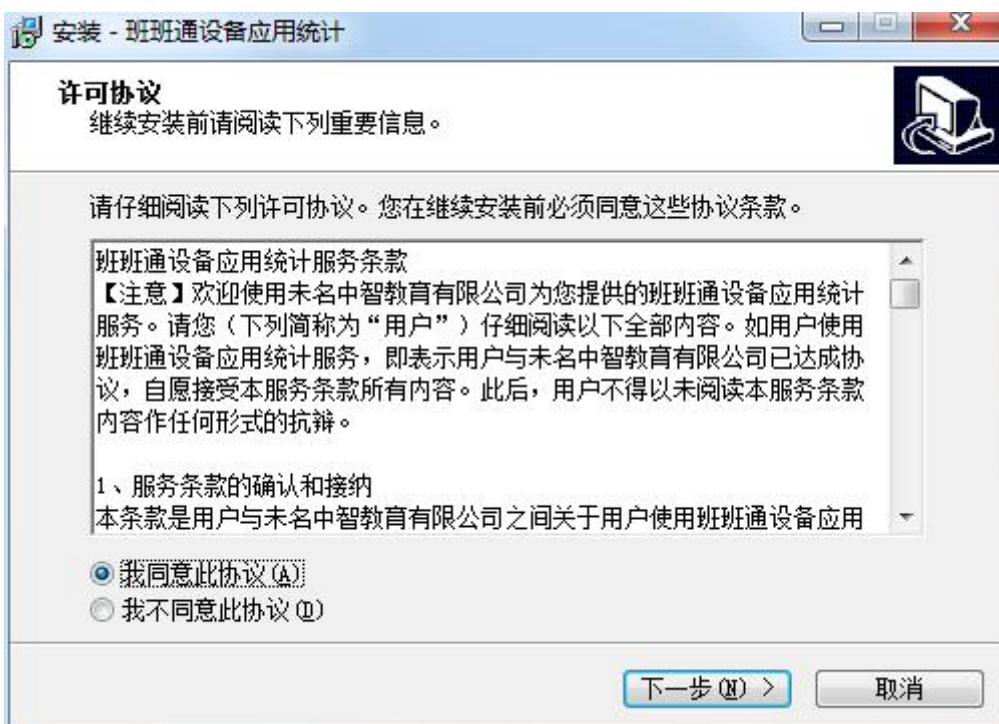 安装 - 班班通设备应用统计
许可协议
继续安装前请阅读下列重要信息。
请仔细阅读下列许可协议。您在继续安装前必须同意这些协议条款。
班班通设备应用统计服务条款
【注意】欢迎使用未名中智教育有限公司为您提供的班班通设备应用统计
服务。请您（下列简称为“用户”）仔细阅读以下全部内容。如用户使用
班班通设备应用统计服务，即表示用户与未名中智教育有限公司已达成协
议，自愿接受本服务条款所有内容。此后，用户不得以未阅读本服务条款
内容作任何形式的抗辩。
1、服务条款的确认和接纳
本条款是用户与未名中智教育有限公司之间关于用户使用班班通设备应用
我同意此协议(A)
我不同意此协议(D)
下一步(N) >
取消